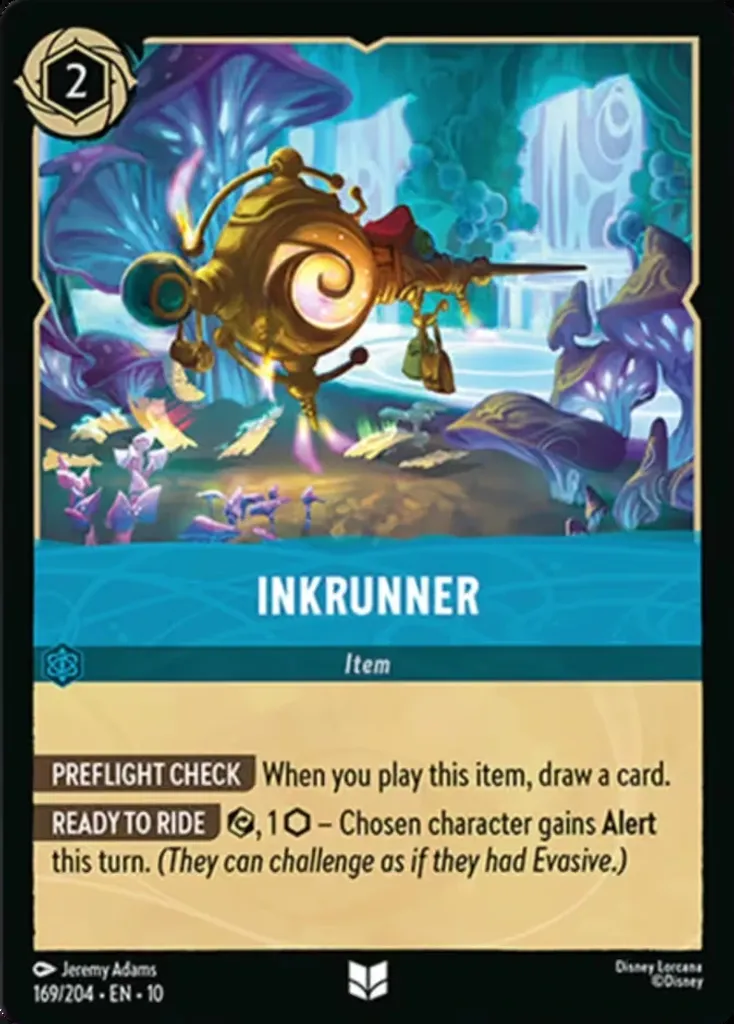 2
INKRUNNER
Item
PREFLIGHT CHECK When you play this item, draw a card.
READY TO RIDE , 1 – Chosen character gains Alert
this turn. (They can challenge as if they had Evasive.)
Jeremy Adams
169/204 • EN • 10
Disney Lorcana
©Disney